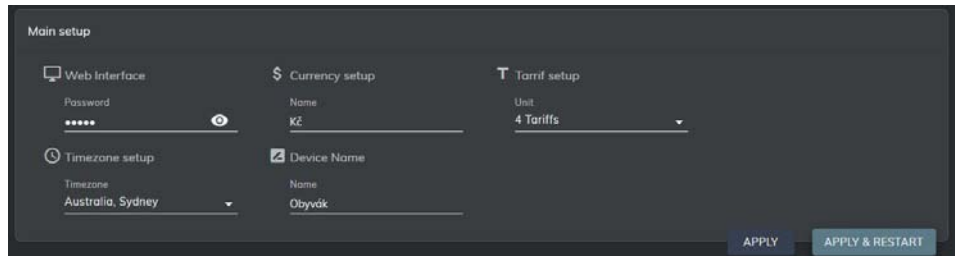 Main setup
Web Interface
Password
•••••
$ Currency setup
Name
Kč
T Tarrif setup
Unit
4 Tariffs
Timezone setup
Timezone
Australia, Sydney
Device Name
Name
Obyvák
APPLY
APPLY & RESTART